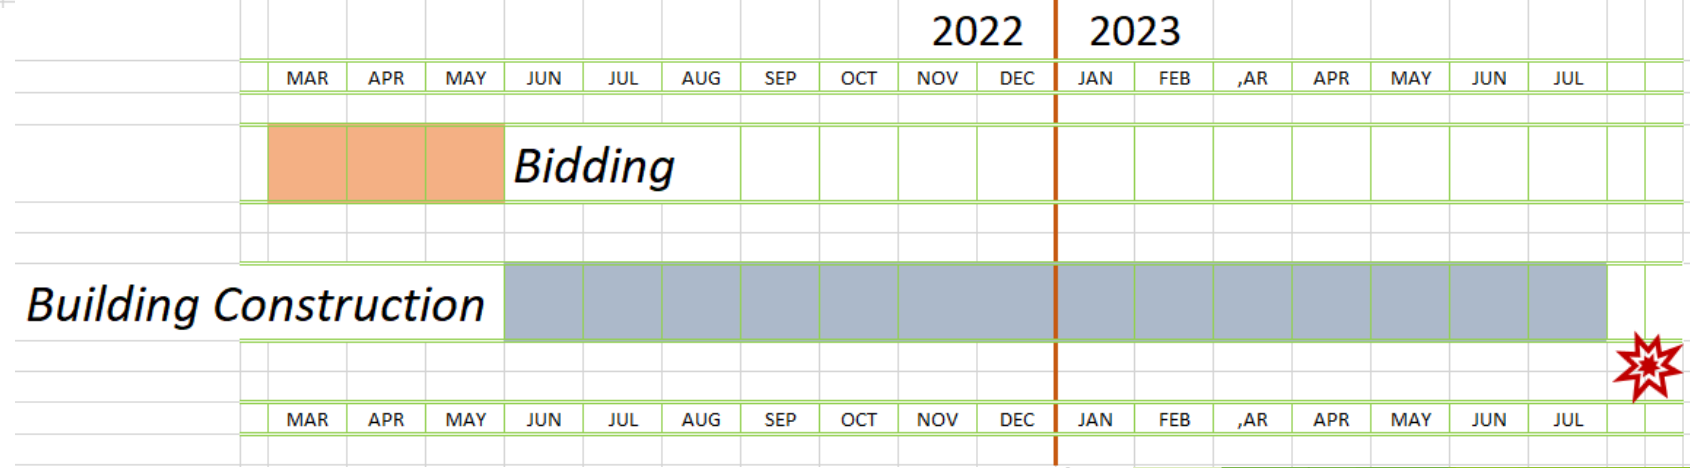 2022 2023
MAR APR MAY JUN JUL AUG SEP OCT NOV DEC JAN FEB ,AR APR MAY JUN JUL
Bidding
Building Construction
MAR APR MAY JUN JUL AUG SEP OCT NOV DEC JAN FEB ,AR APR MAY JUN JUL